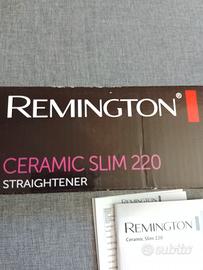 REMINGTON®
CERAMIC SLIM 220
STRAIGHTENER
REMINGTON
Ceramic Slim 220
subito